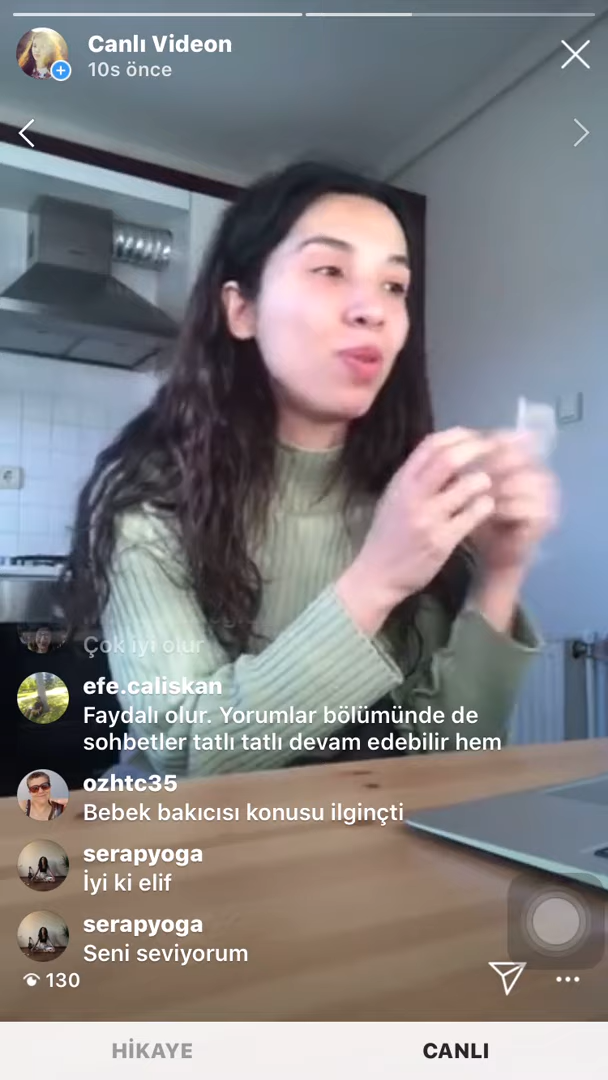 Canlı Videon
10s önce
Çok iyi olur
efe.caliskan
Faydalı olur. Yorumlar bölümünde de
sohbetler tatlı tatlı devam edebilir hem
ozhtc35
Bebek bakıcısı konusu ilginçti
serapyoga
İyi ki elif
serapyoga
Seni seviyorum
130
HİKAYE
CANLI